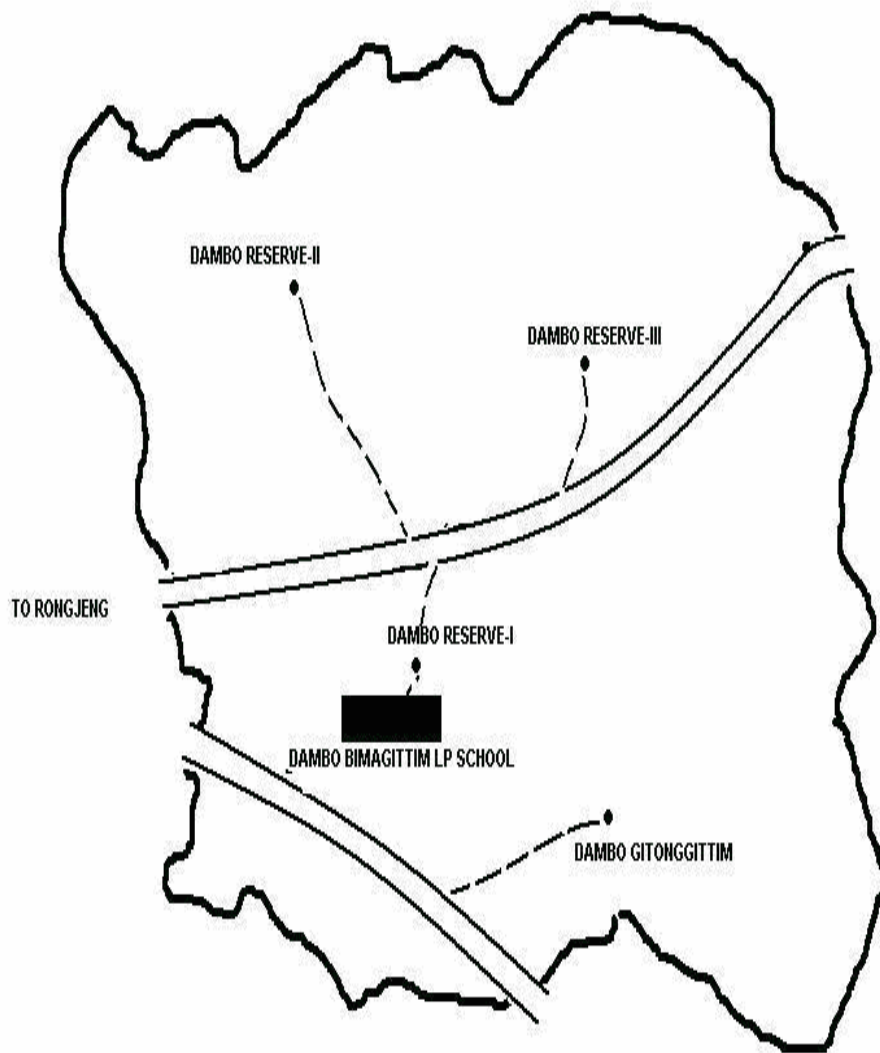 DAMBO RESERVE-II
DAMBO RESERVE-III
TO RONGJENG
DAMBO RESERVE-I
DAMBO BIMAGITTIM LP SCHOOL
DAMBO GITONGGITTIM